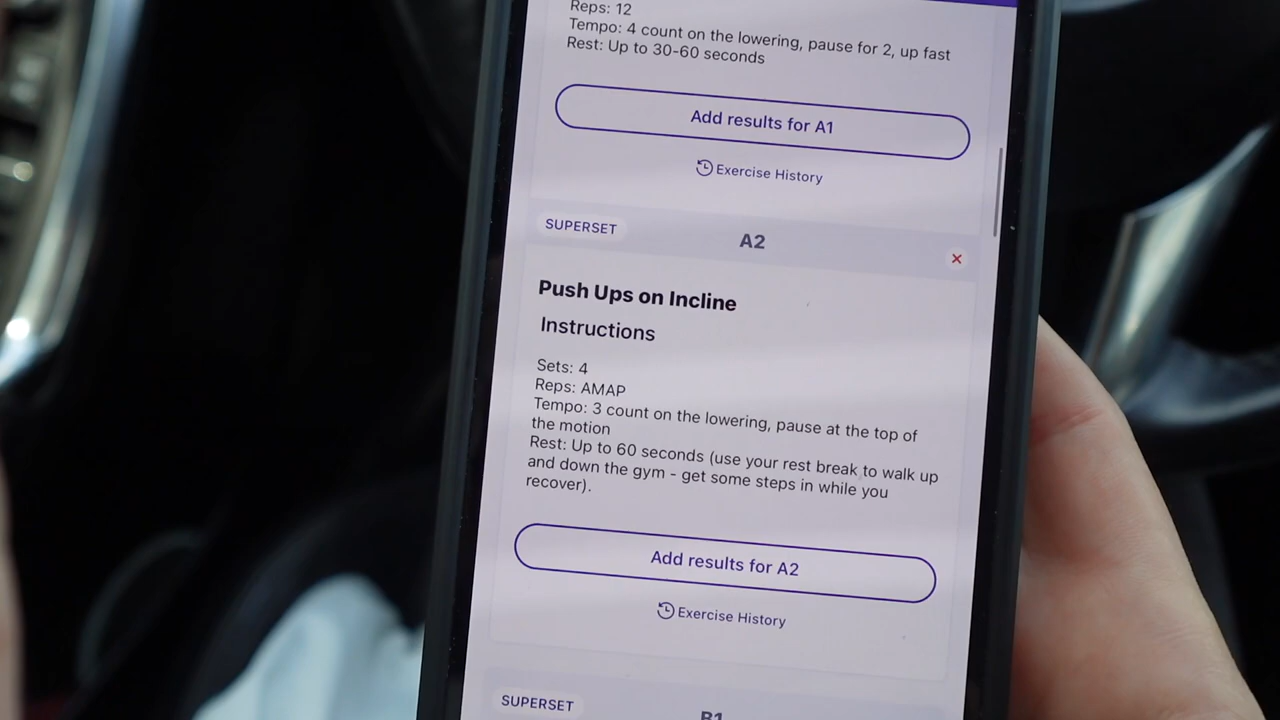 Reps: 12
Tempo: 4 count on the lowering, pause for 2, up fast
Rest: Up to 30-60 seconds
Add results for A1
Exercise History
SUPERSET
A2
Push Ups on Incline
Instructions
Sets: 4
Reps: AMAP
Tempo: 3 count on the lowering, pause at the top of
the motion
Rest: Up to 60 seconds (use your rest break to walk up
and down the gym - get some steps in while you
recover).
Add results for A2
Exercise History
SUPERSET
B1